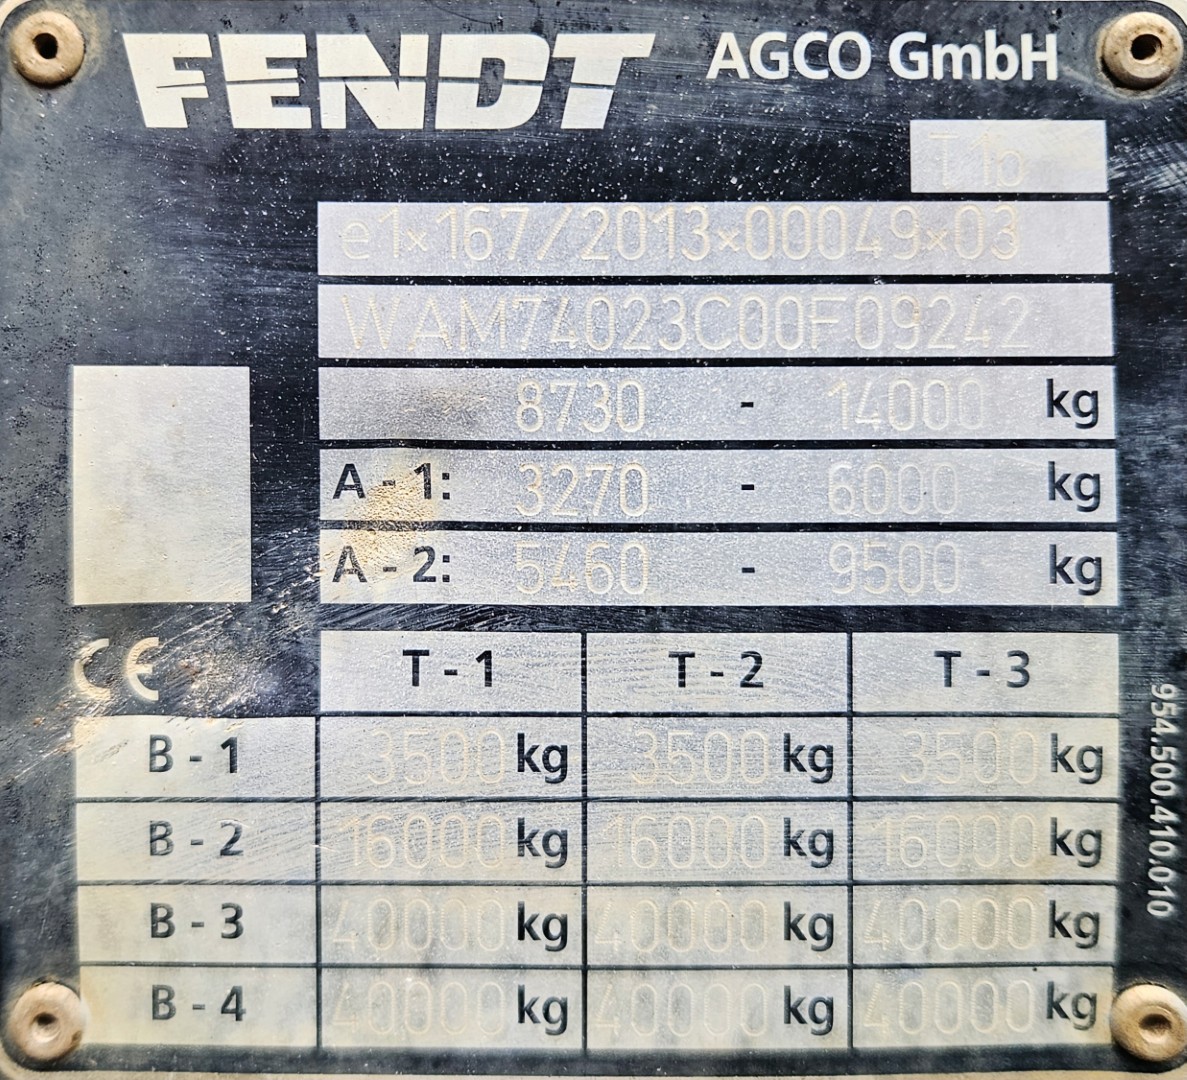 FENDT AGCO GmbH
T1b
e1×167/2013×00049×03
WAM74023C00F09242
8730 - 14000 kg
A - 1: 3270 - 6000 kg
A - 2: 5460 - 9500 kg
CE T - 1 T - 2 T - 3
B - 1 3500 kg 3500 kg 3500 kg
B - 2 16000 kg 16000 kg 16000 kg
B - 3 40000 kg 40000 kg 40000 kg
B - 4 40000 kg 40000 kg 40000 kg
954.500.410.010